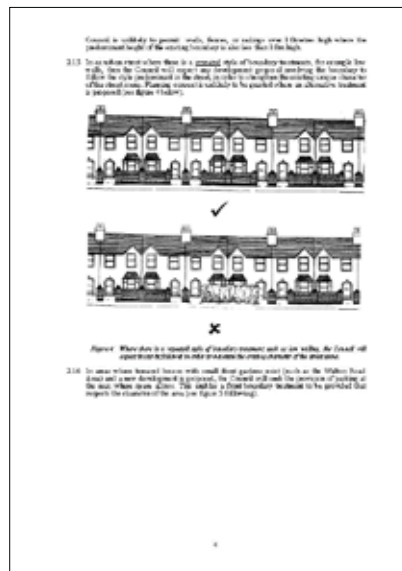 Council is unlikely to permit walls, fences, or railings over 1.0metres high where the
predominant height of the existing boundary is also less than 1.0m high.
2.15 In an urban street where there is a repeated style of boundary treatments, for example low
walls, then the Council will expect any development proposal involving the boundary to
follow the style predominant in the street, in order to strengthen the existing unique character
of the street scene. Planning consent is unlikely to be granted where an alternative treatment
is proposed (see figure 4 below).
Figure 4 Where there is a repeated style of boundary treatment such as low walling, the Council will
expect this to be followed in order to maintain the existing character of the street scene.
2.16 In areas where terraced houses with small front gardens exist (such as the Walton Road
Area) and a new development is proposed, the Council will seek the provision of parking at
the rear, where space allows. This enables a front boundary treatment to be provided that
respects the character of the area (see figure 5 following).